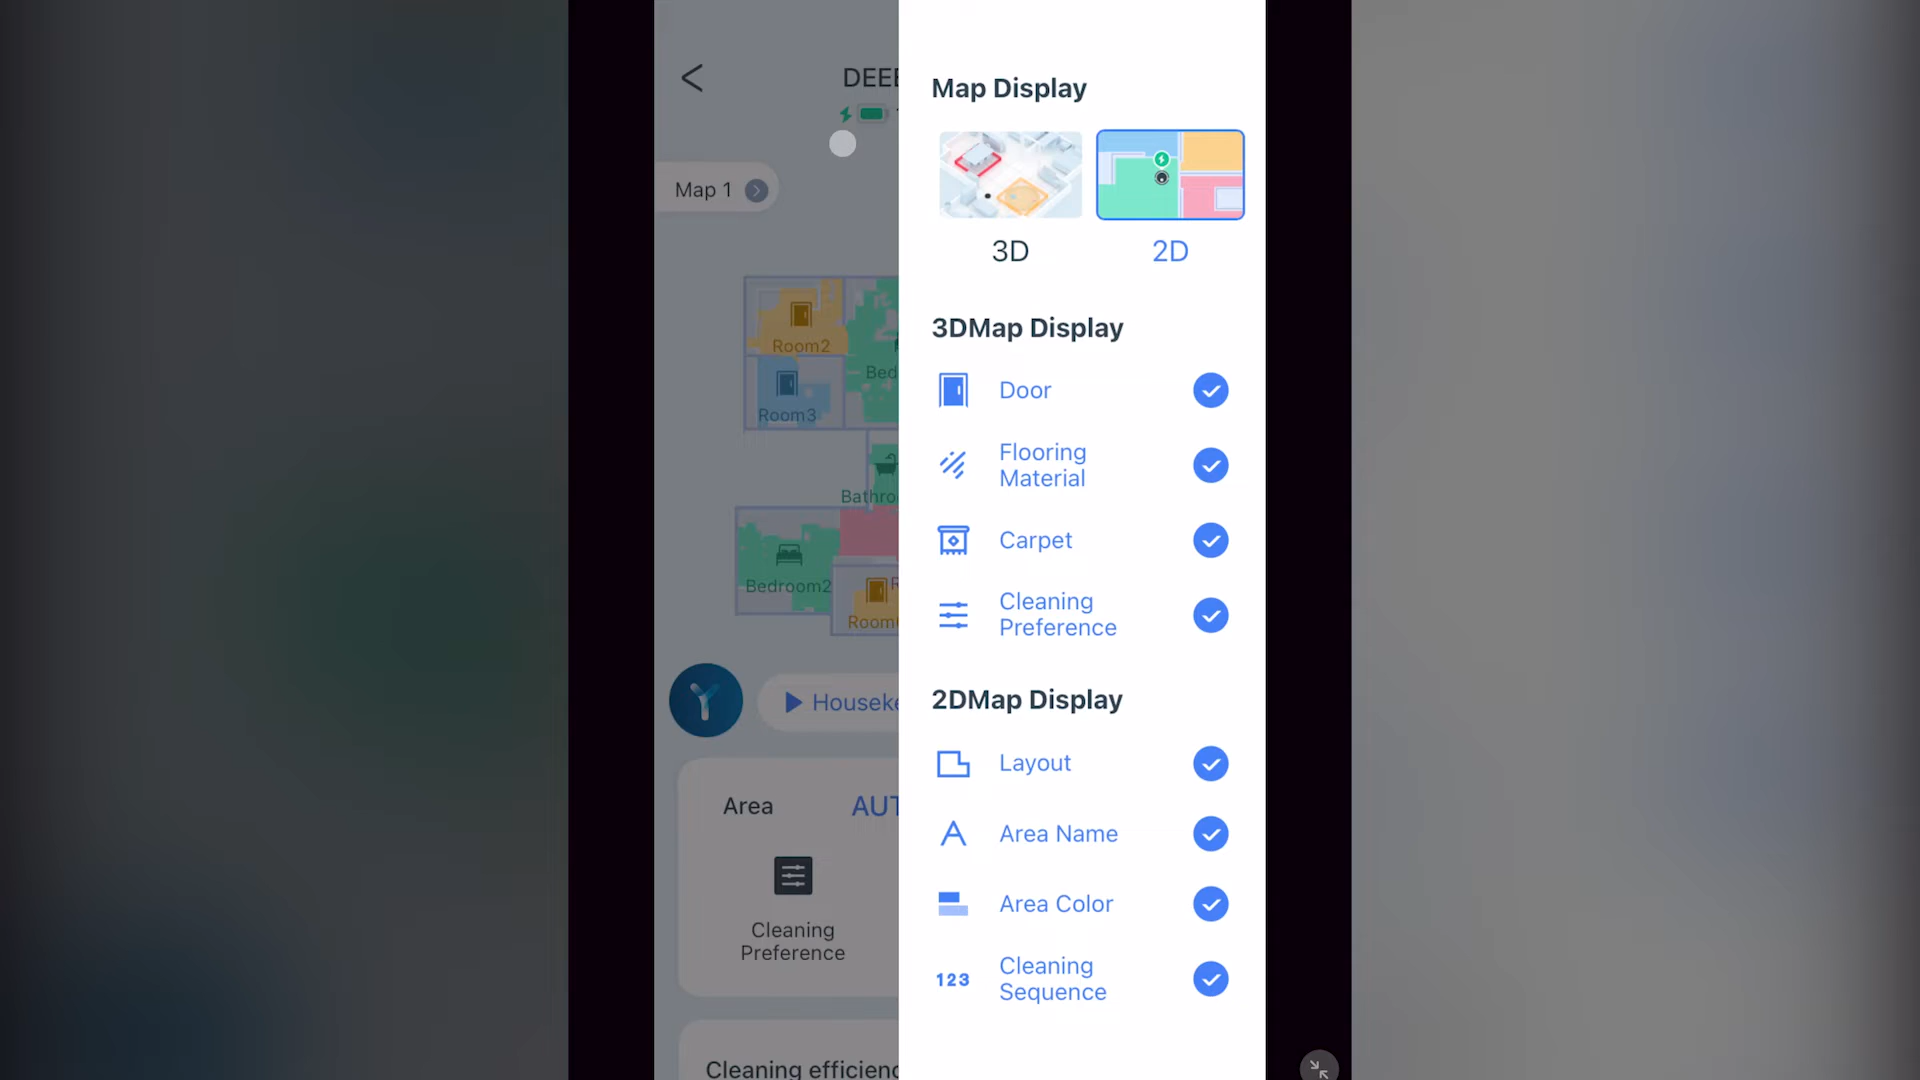 DEEB
Map 1
Room2
Bed
Room3
Bathro
Bedroom2
Room
Houseke
Area
AUT
Cleaning
Preference
Cleaning efficienc
Map Display
3D
2D
3DMap Display
Door
Flooring
Material
Carpet
Cleaning
Preference
2DMap Display
Layout
Area Name
Area Color
123
Cleaning
Sequence